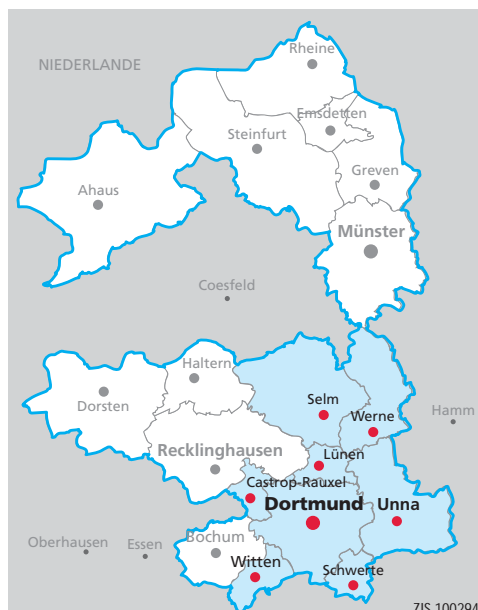 Rheine
NIEDERLANDE
Emsdetten
Steinfurt
Greven
Ahaus
Münster
Coesfeld
Haltern
Dorsten
Selm
Werne
Hamm
Recklinghausen
Lünen
Castrop-Rauxel
Dortmund
Unna
Bochum
Oberhausen
Essen
Witten
Schwerte
ZIS 100294